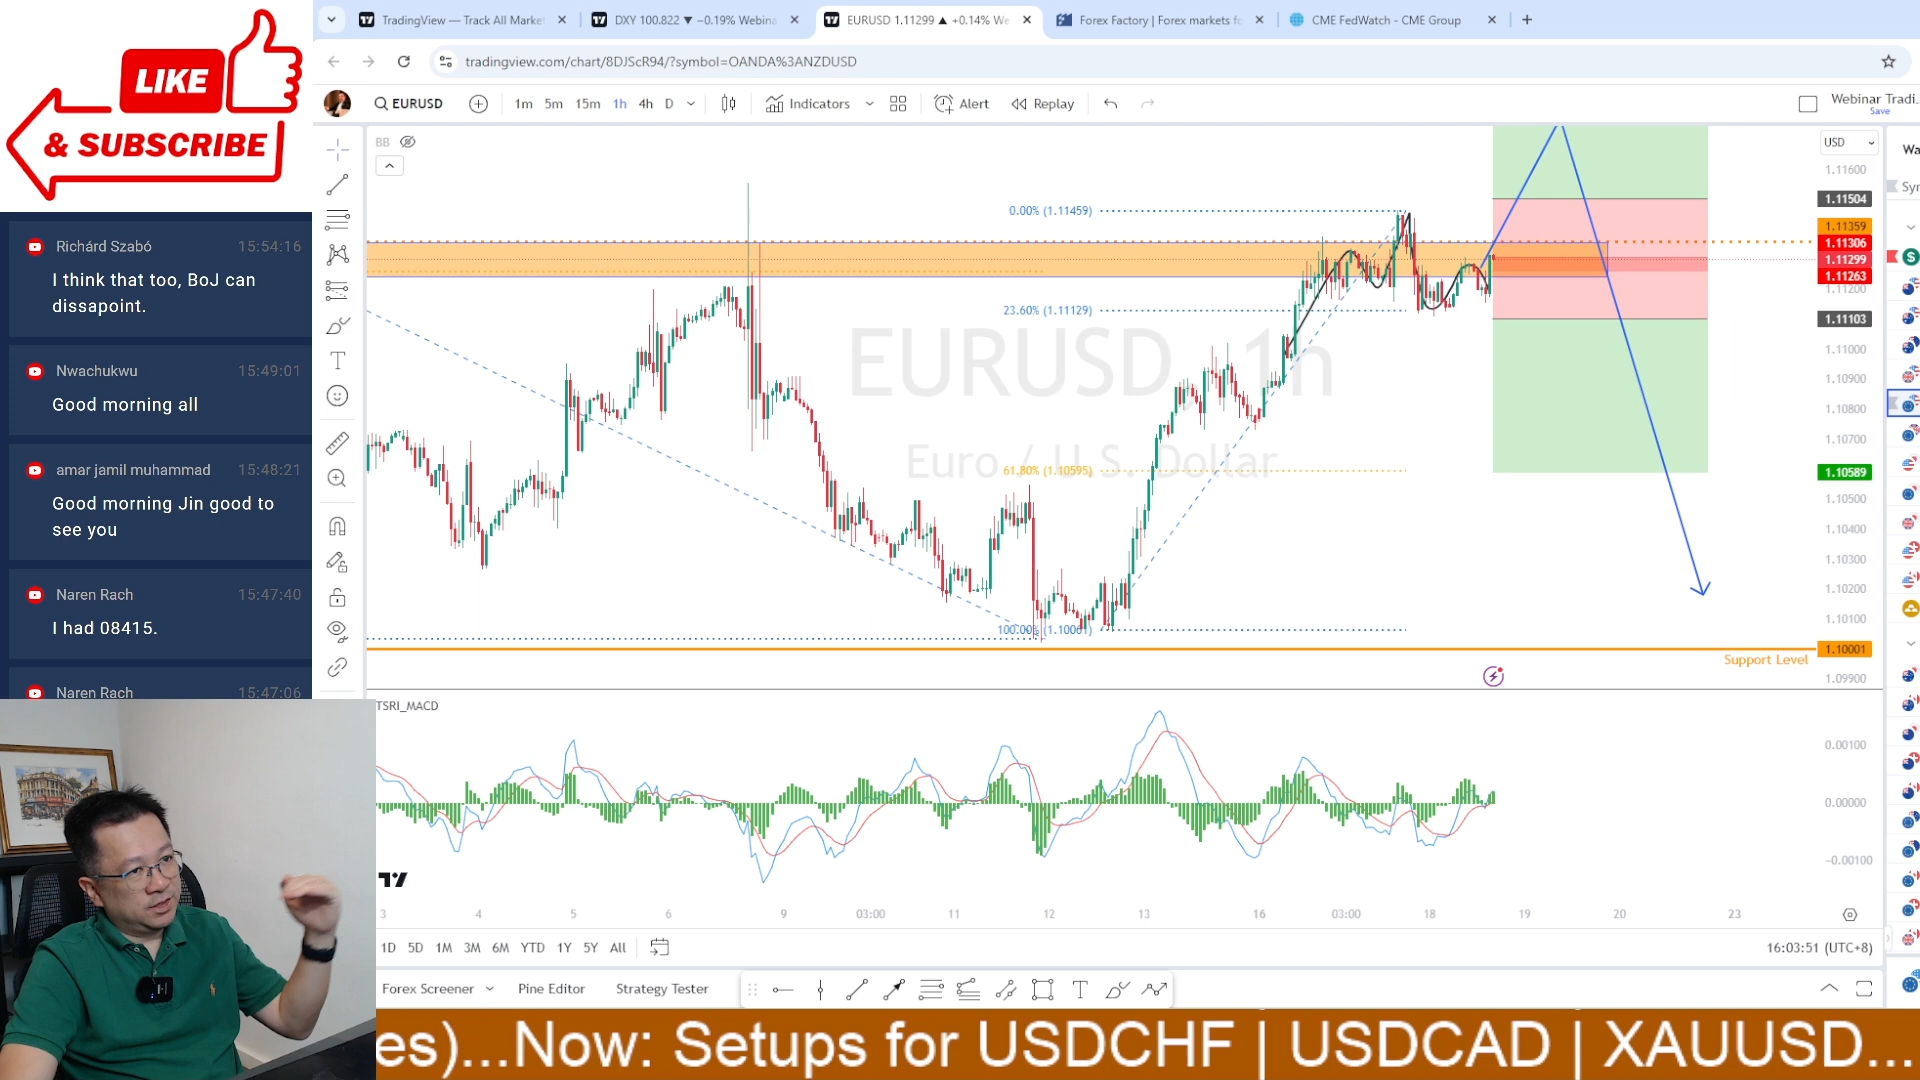 LIKE
& SUBSCRIBE
Richárd Szabó 15:54:16
I think that too, BoJ can
dissapoint.
Nwachukwu 15:49:01
Good morning all
amar jamil muhammad 15:48:21
Good morning Jin good to
see you
Naren Rach 15:47:40
I had 08415.
Naren Rach 15:47:06
TradingView — Track All Marke
DXY 100.822 ▼ −0.19% Webina
EURUSD 1.11299 ▲ +0.14% We
Forex Factory | Forex markets fo
CME FedWatch - CME Group
tradingview.com/chart/8DJScR94/?symbol=OANDA%3ANZDUSD
EURUSD 1m 5m 15m 1h 4h D Indicators Alert Replay
Webinar Tradi...
Save
BB
USD
Wa
Syn
EURUSD, 1h
Euro / U.S. Dollar
0.00% (1.11459)
23.60% (1.11129)
61.80% (1.10595)
100.00% (1.10001)
1.11600
1.11504
1.11359
1.11306
1.11299
1.11263
1.11200
1.11103
1.11000
1.10900
1.10800
1.10700
1.10589
1.10500
1.10400
1.10300
1.10200
1.10100
1.10001
Support Level
1.09900
TSRI_MACD
0.00100
0.00000
−0.00100
3 4 5 6 9 03:00 11 12 13 16 03:00 18 19 20 23
1D 5D 1M 3M 6M YTD 1Y 5Y All
16:03:51 (UTC+8)
Forex Screener Pine Editor Strategy Tester
es)...Now: Setups for USDCHF | USDCAD | XAUUSD...